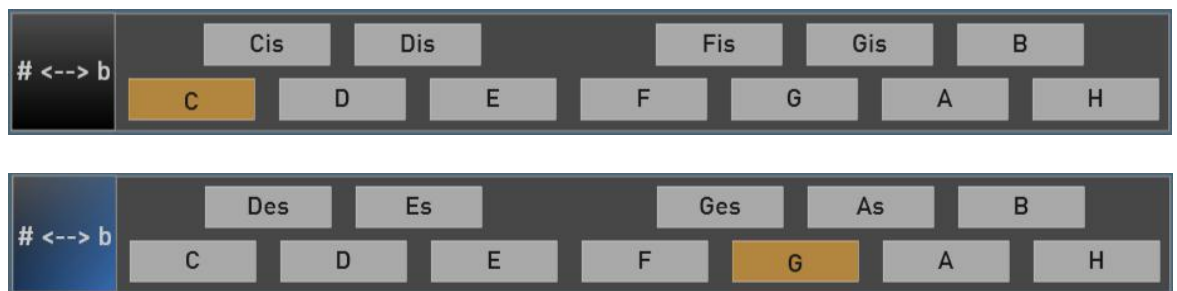 Cis Dis Fis Gis B
# <--> b
C D E F G A H
Des Es Ges As B
# <--> b
C D E F G A H